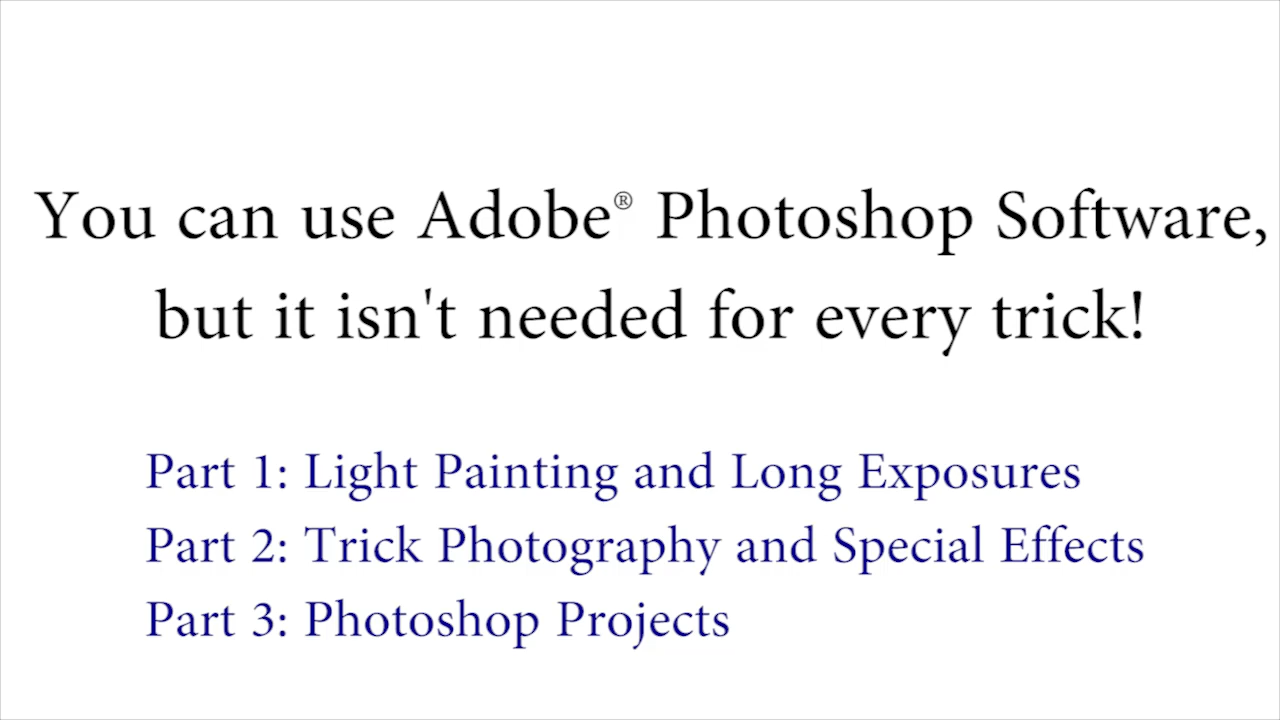 You can use Adobe® Photoshop Software,
but it isn't needed for every trick!
Part 1: Light Painting and Long Exposures
Part 2: Trick Photography and Special Effects
Part 3: Photoshop Projects